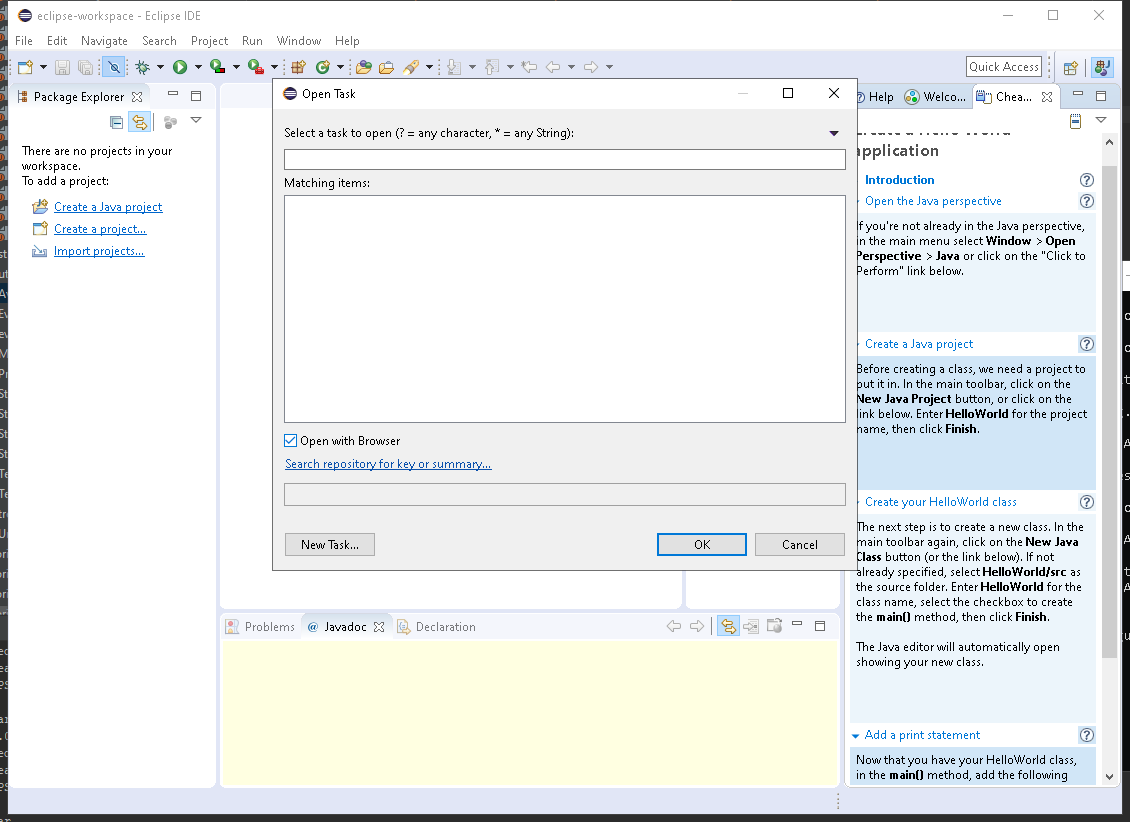 eclipse-workspace - Eclipse IDE
File Edit Navigate Search Project Run Window Help
Quick Access
Package Explorer
There are no projects in your
workspace.
To add a project:
Create a Java project
Create a project...
Import projects...
Open Task
Select a task to open (? = any character, * = any String):
Matching items:
Open with Browser
Search repository for key or summary...
New Task...
OK
Cancel
Problems
@ Javadoc
Declaration
Help
Welco...
Chea...
application
Introduction
Open the Java perspective
If you're not already in the Java perspective,
in the main menu select Window > Open
Perspective > Java or click on the "Click to
Perform" link below.
Create a Java project
Before creating a class, we need a project to
put it in. In the main toolbar, click on the
New Java Project button, or click on the
link below. Enter HelloWorld for the project
name, then click Finish.
Create your HelloWorld class
The next step is to create a new class. In the
main toolbar again, click on the New Java
Class button (or the link below). If not
already specified, select HelloWorld/src as
the source folder. Enter HelloWorld for the
class name, select the checkbox to create
the main() method, then click Finish.
The Java editor will automatically open
showing your new class.
Add a print statement
Now that you have your HelloWorld class,
in the main() method, add the following